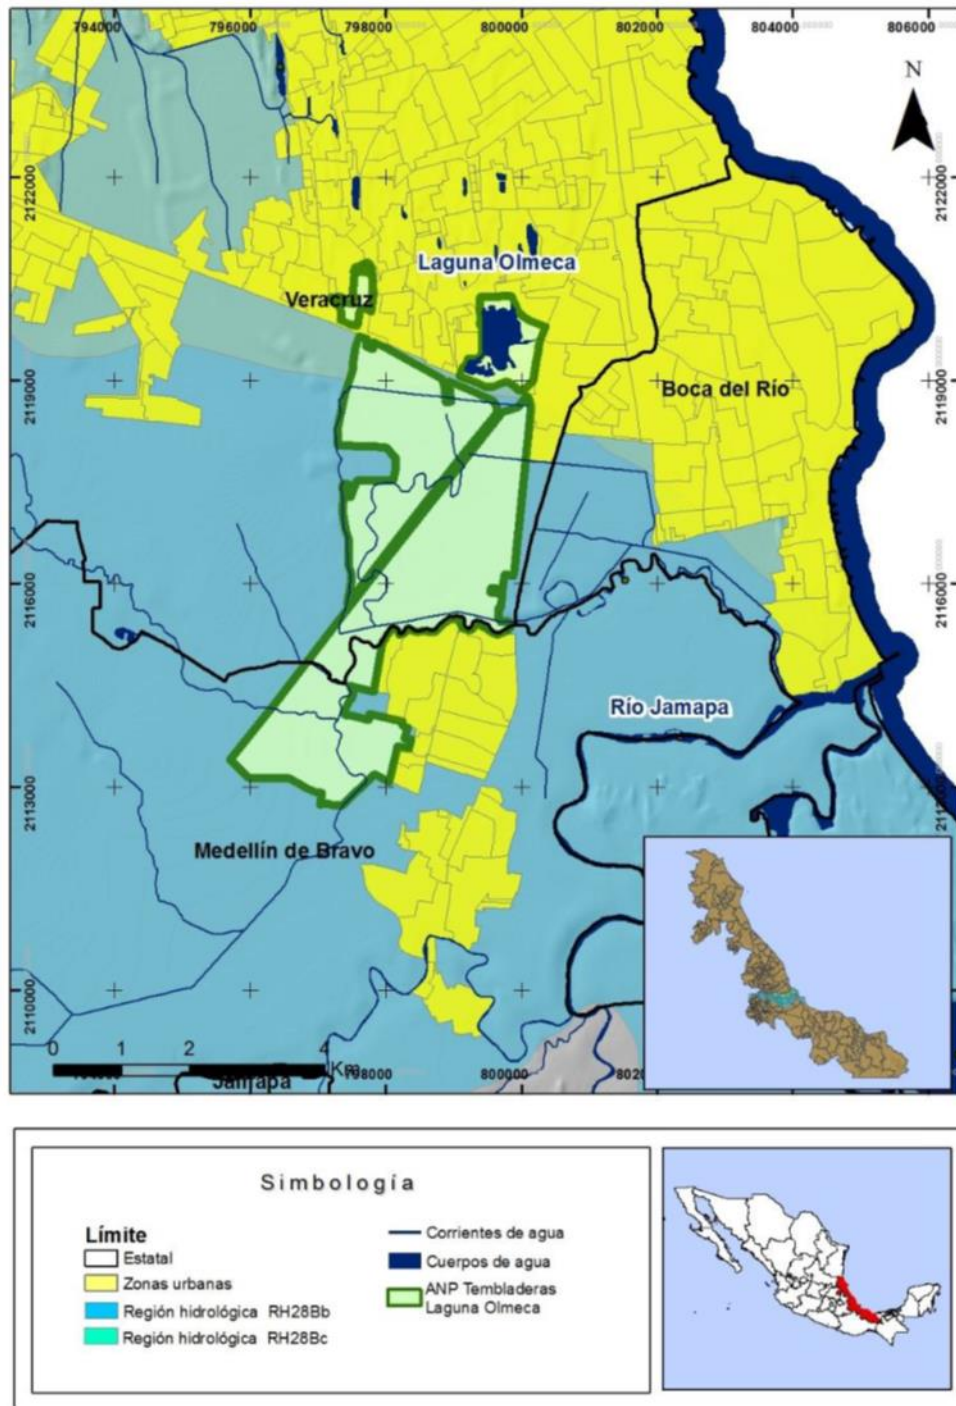 794000 796000 798000 800000 802000 804000 806000
N
2122000 2122000
Laguna Olmeca
Veracruz
2119000 2119000
Boca del Río
2116000 2116000
Río Jamapa
2113000
Medellín de Bravo
2110000
0 1 2 4
Km
Jamapa
798000 800000
Simbología
Límite
Estatal
Zonas urbanas
Región hidrológica RH28Bb
Región hidrológica RH28Bc
Corrientes de agua
Cuerpos de agua
ANP Tembladeras
Laguna Olmeca